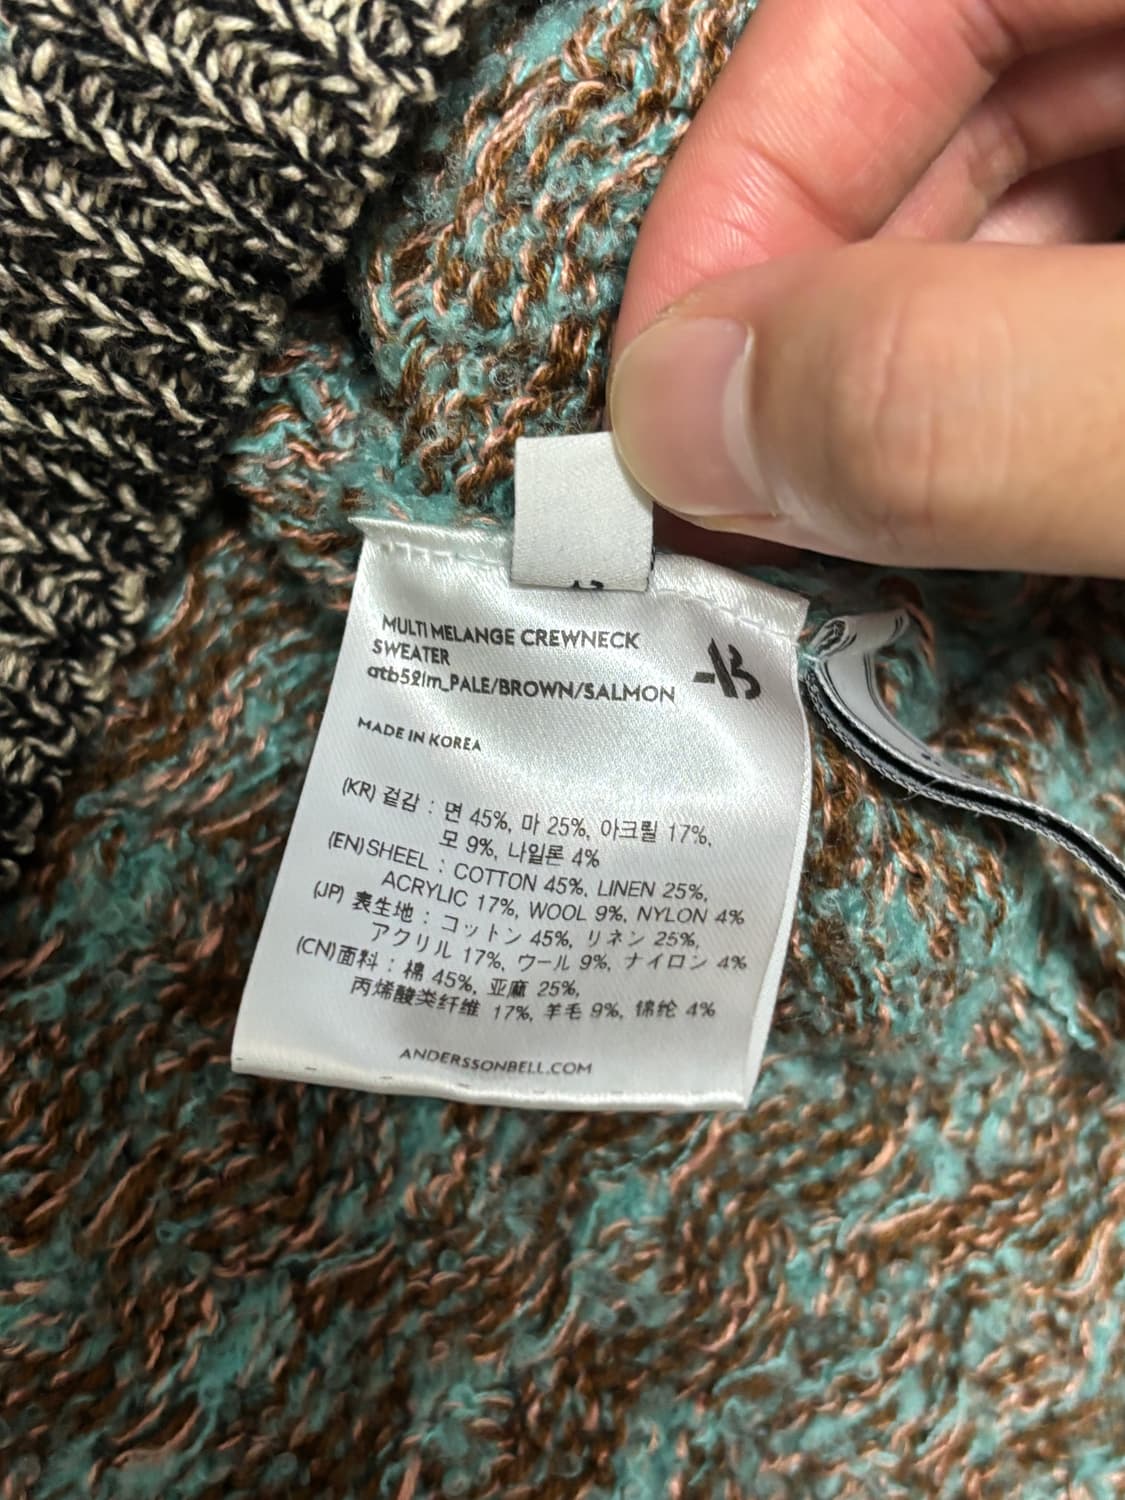 MULTI MELANGE CREWNECK
SWEATER
atb521m_PALE/BROWN/SALMON
MADE IN KOREA
(KR) 겉감 : 면 45%, 마 25%, 아크릴 17%,
모 9%, 나일론 4%
(EN)SHEEL : COTTON 45%, LINEN 25%,
ACRYLIC 17%, WOOL 9%, NYLON 4%
(JP) 表生地 : コットン 45%, リネン 25%,
アクリル 17%, ウール 9%, ナイロン 4%
(CN)面料 : 棉 45%, 亚麻 25%,
丙烯酸类纤维 17%, 羊毛 9%, 锦纶 4%
ANDERSSONBELL.COM